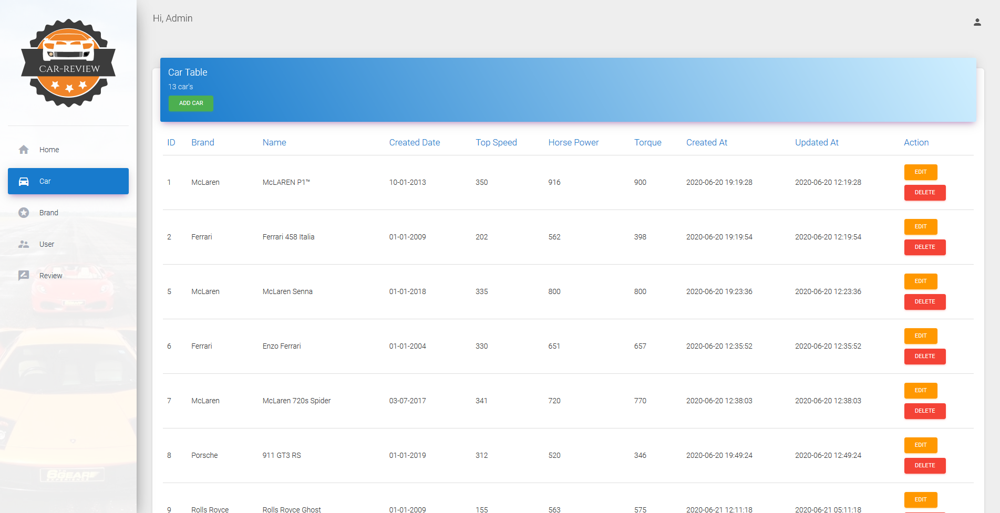 CAR-REVIEW
Home
Car
Brand
User
Review
6GEAR
EXPERIENCE
Hi, Admin
Car Table
13 car's
ADD CAR
ID Brand Name Created Date Top Speed Horse Power Torque Created At Updated At Action
1 McLaren McLAREN P1™ 10-01-2013 350 916 900 2020-06-20 19:19:28 2020-06-20 12:19:28 EDIT
DELETE
2 Ferrari Ferrari 458 Italia 01-01-2009 202 562 398 2020-06-20 19:19:54 2020-06-20 12:19:54 EDIT
DELETE
5 McLaren McLaren Senna 01-01-2018 335 800 800 2020-06-20 19:23:36 2020-06-20 12:23:36 EDIT
DELETE
6 Ferrari Enzo Ferrari 01-01-2004 330 651 657 2020-06-20 12:35:52 2020-06-20 12:35:52 EDIT
DELETE
7 McLaren McLaren 720s Spider 03-07-2017 341 720 770 2020-06-20 12:38:03 2020-06-20 12:38:03 EDIT
DELETE
8 Porsche 911 GT3 RS 01-01-2019 312 520 346 2020-06-20 19:49:24 2020-06-20 12:49:24 EDIT
DELETE
9 Rolls Royce Rolls Royce Ghost 01-01-2009 155 563 575 2020-06-21 12:11:18 2020-06-21 05:11:18 EDIT